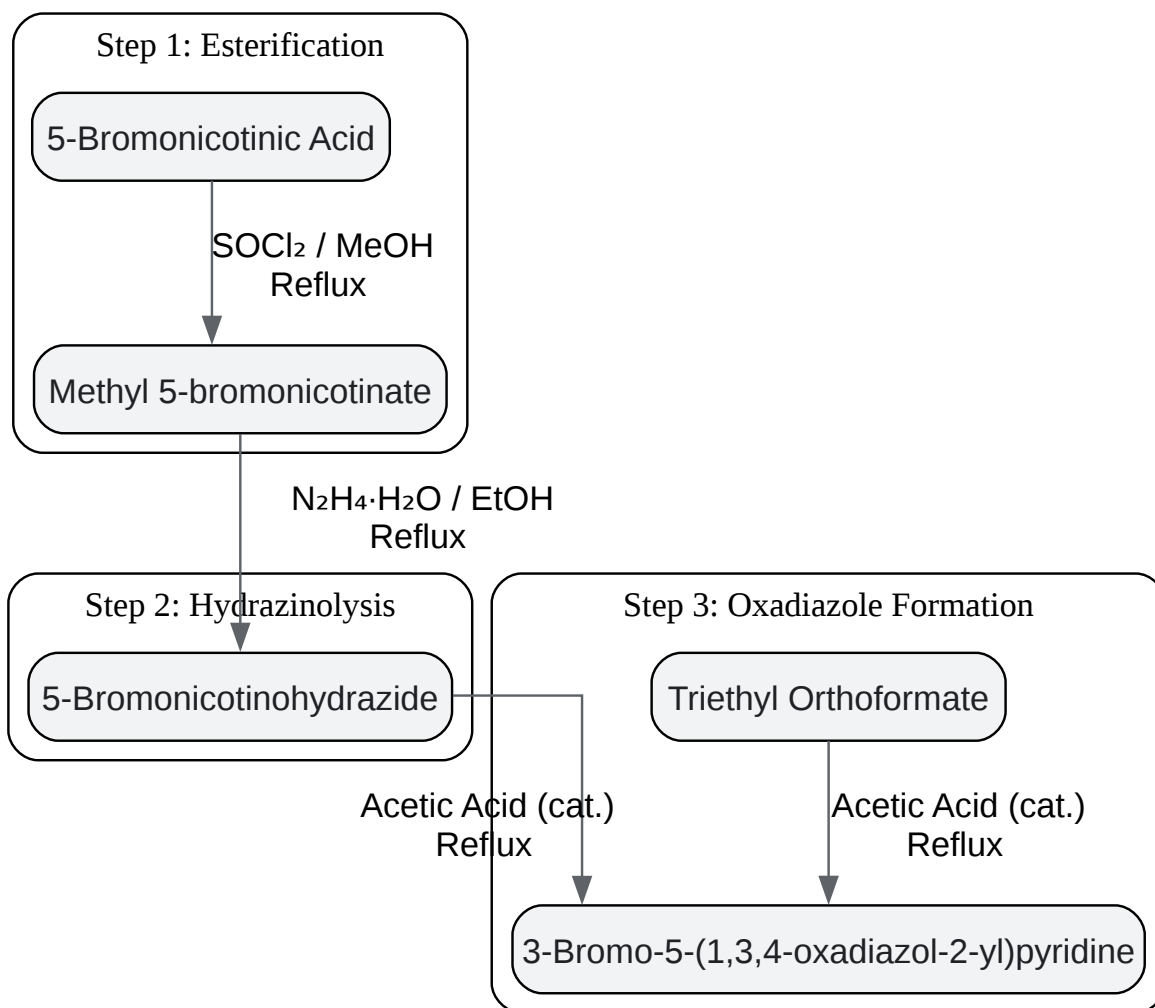 Step 1: Esterification
5-Bromonicotinic Acid
SOCl₂ / MeOH
Reflux
Methyl 5-bromonicotinate
N₂H₄·H₂O / EtOH
Reflux
Step 2: Hydrazinolysis
5-Bromonicotinohydrazide
Step 3: Oxadiazole Formation
Triethyl Orthoformate
Acetic Acid (cat.)
Reflux
Acetic Acid (cat.)
Reflux
3-Bromo-5-(1,3,4-oxadiazol-2-yl)pyridine